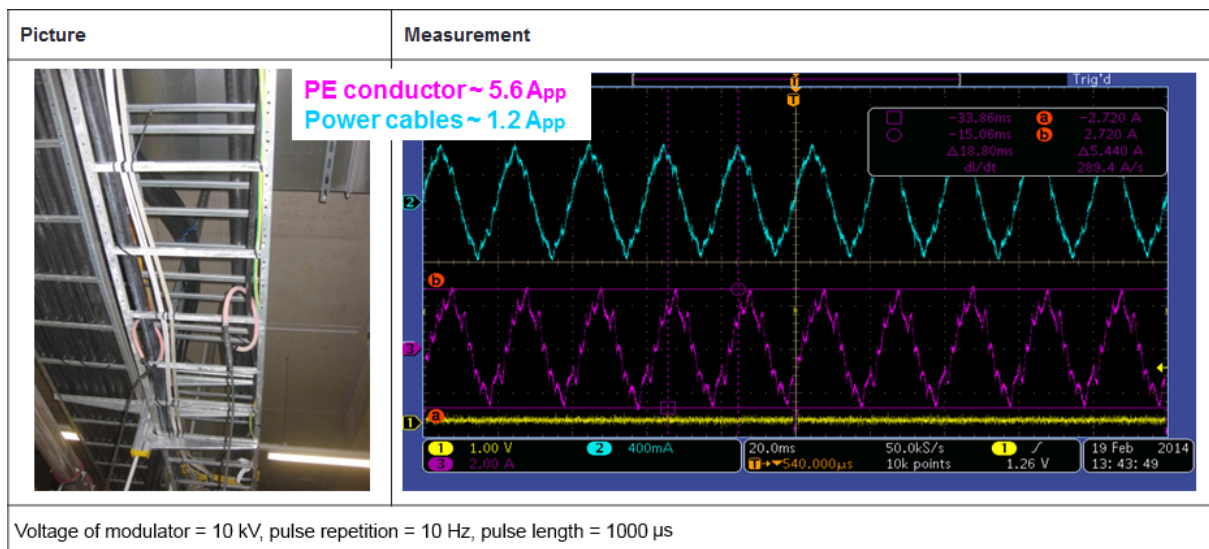 Picture
Measurement
PE conductor ~ 5.6 App
Power cables ~ 1.2 App
Trig'd
T
T
-33.86ms a -2.720 A
-15.06ms b 2.720 A
△18.80ms △5.440 A
dI/dt 289.4 A/s
2
b
3
a
1
1 1.00 V 2 400mA 20.0ms 50.0kS/s 1 ∫ 19 Feb 2014
3 2.00 A T→▼540.000µs 10k points 1.26 V 13: 43: 49
Voltage of modulator = 10 kV, pulse repetition = 10 Hz, pulse length = 1000 µs